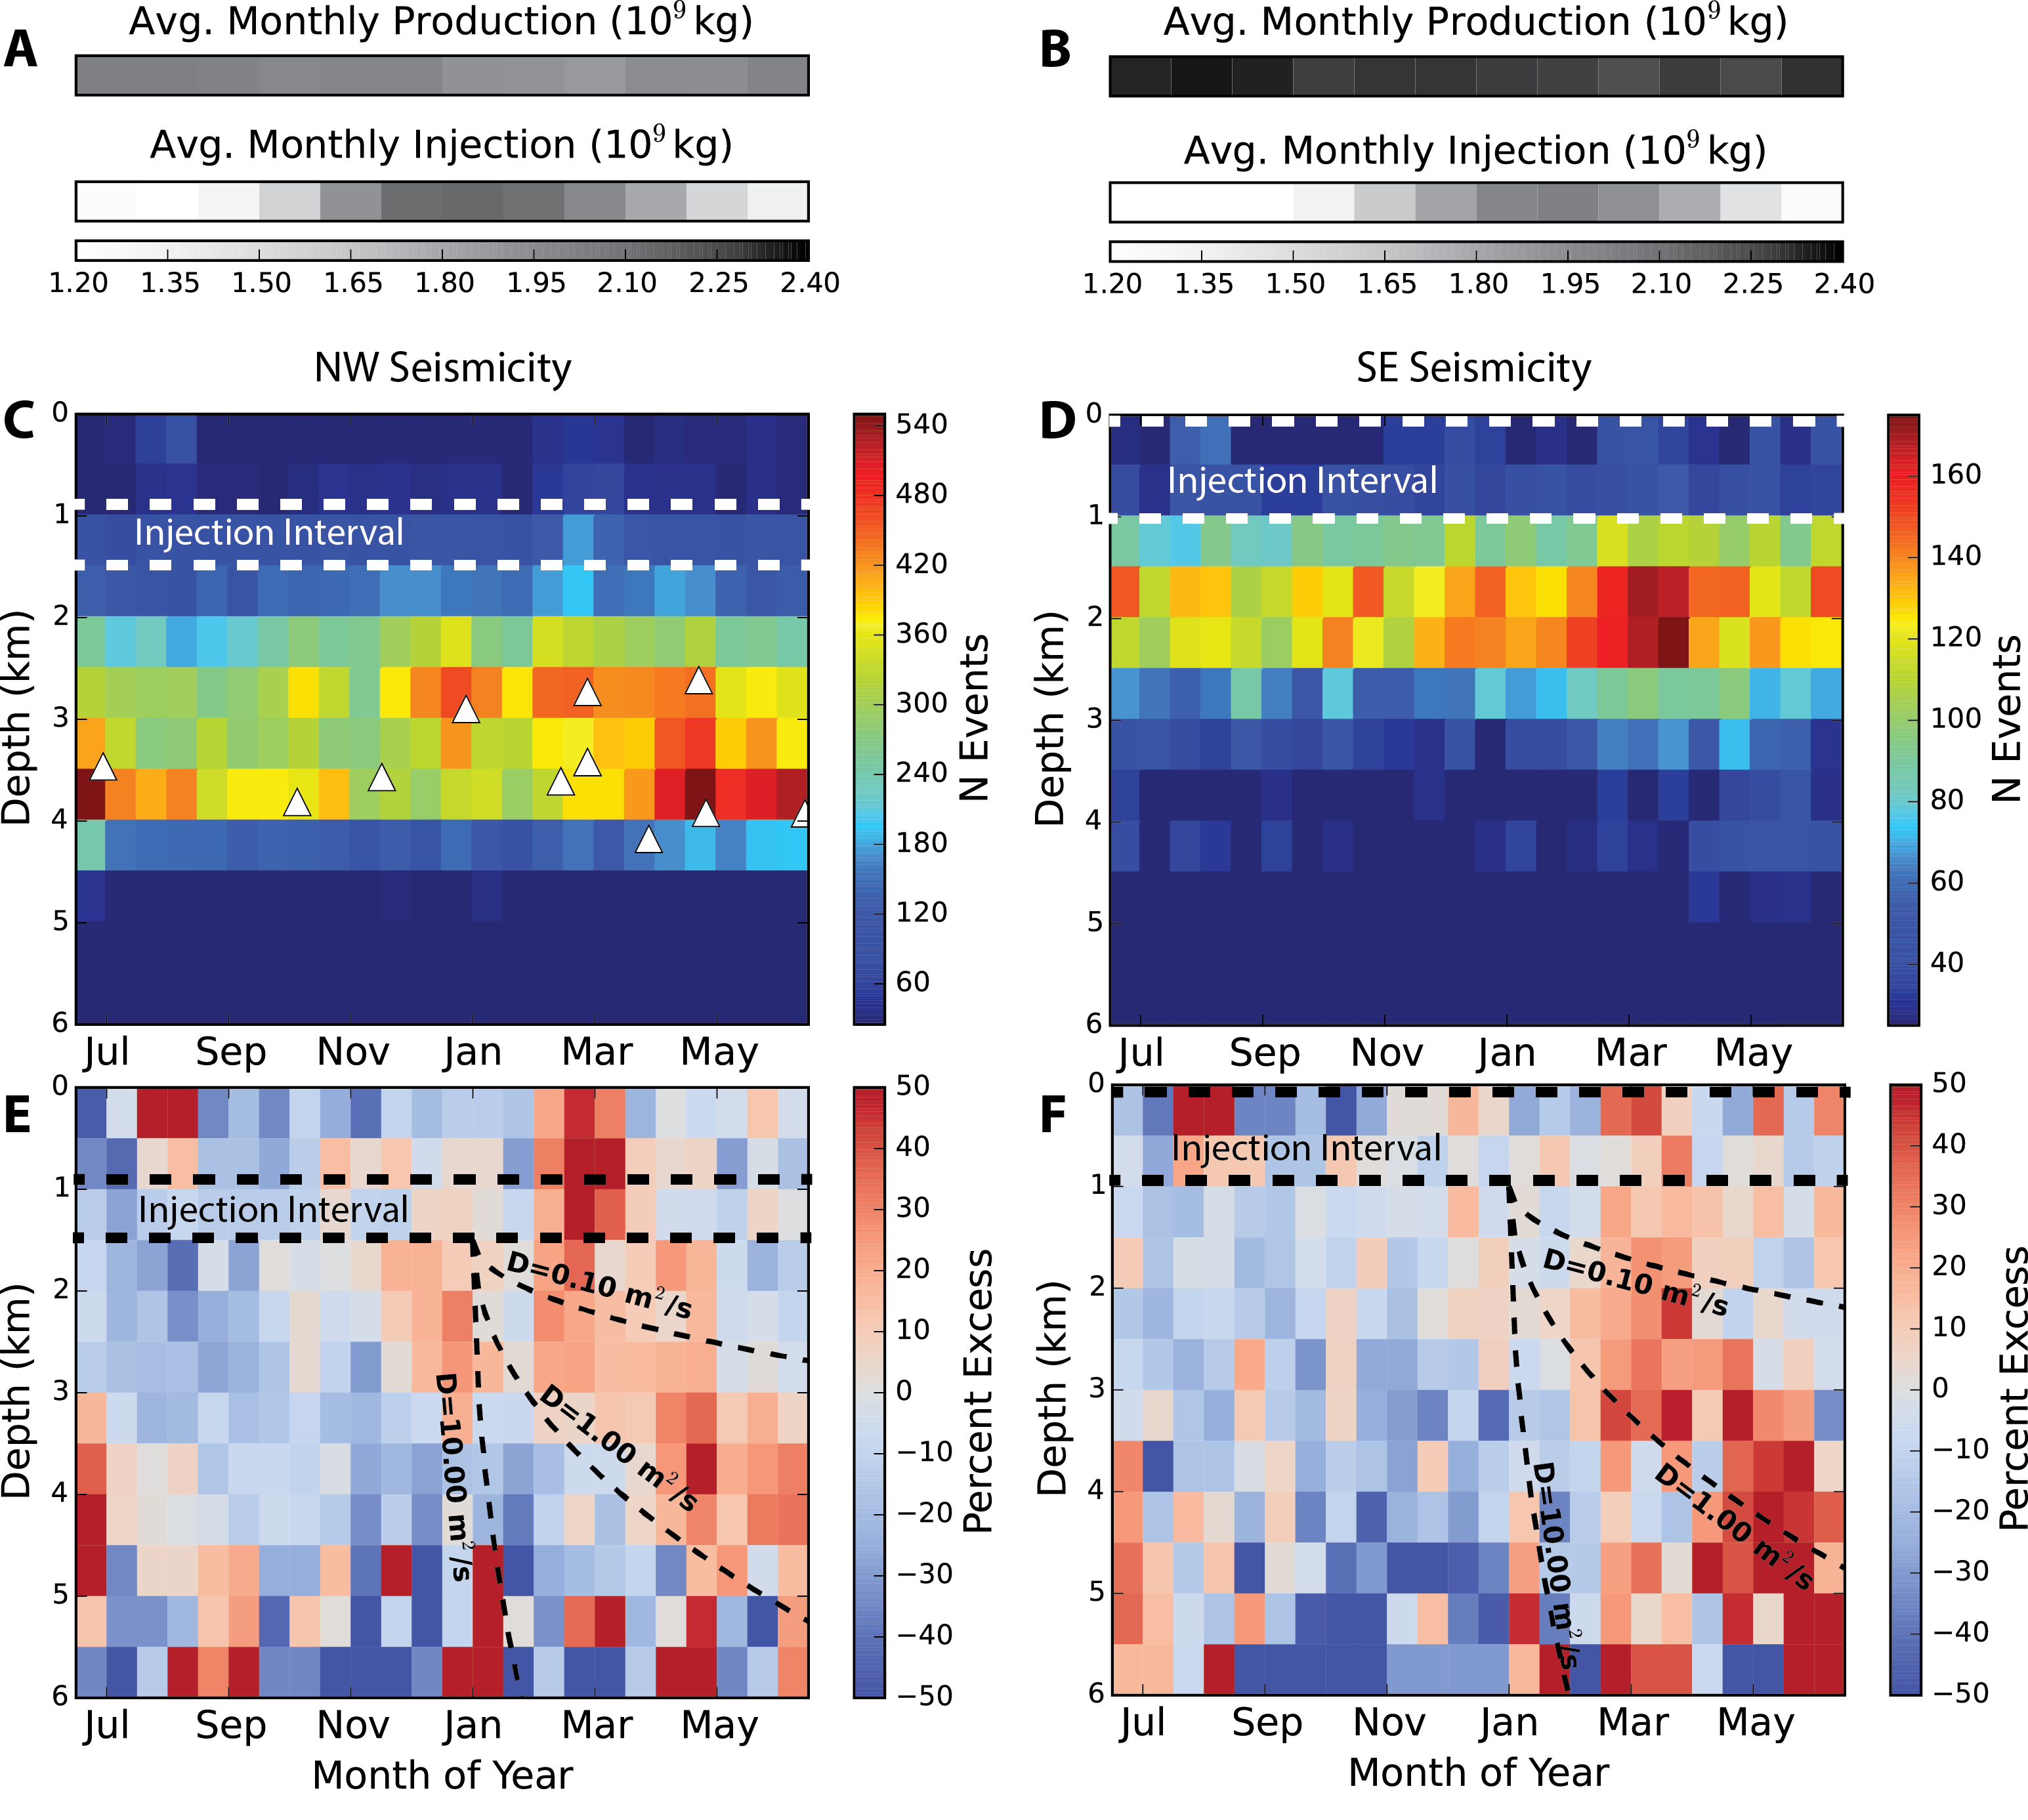 A
Avg. Monthly Production (10⁹ kg)
Avg. Monthly Injection (10⁹ kg)
1.20 1.35 1.50 1.65 1.80 1.95 2.10 2.25 2.40
B
Avg. Monthly Production (10⁹ kg)
Avg. Monthly Injection (10⁹ kg)
1.20 1.35 1.50 1.65 1.80 1.95 2.10 2.25 2.40
NW Seismicity
C
Injection Interval
Depth (km)
0
1
2
3
4
5
6
Jul Sep Nov Jan Mar May
540
480
420
360
300
240
180
120
60
N Events
SE Seismicity
D
Injection Interval
Depth (km)
0
1
2
3
4
5
6
Jul Sep Nov Jan Mar May
160
140
120
100
80
60
40
N Events
E
Injection Interval
D=0.10 m²/s
D=1.00 m²/s
D=10.00 m²/s
Depth (km)
0
1
2
3
4
5
6
Jul Sep Nov Jan Mar May
Month of Year
50
40
30
20
10
0
−10
−20
−30
−40
−50
Percent Excess
F
Injection Interval
D=0.10 m²/s
D=1.00 m²/s
D=10.00 m²/s
Depth (km)
0
1
2
3
4
5
6
Jul Sep Nov Jan Mar May
Month of Year
50
40
30
20
10
0
−10
−20
−30
−40
−50
Percent Excess